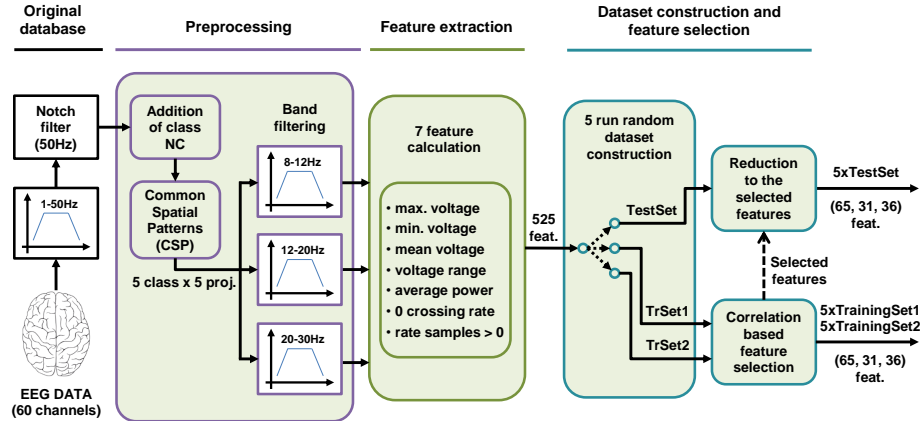 Original
database
Preprocessing
Feature extraction
Dataset construction and
feature selection
Notch
filter
(50Hz)
1-50Hz
EEG DATA
(60 channels)
Addition
of class
NC
Common
Spatial
Patterns
(CSP)
5 class x 5 proj.
Band
filtering
8-12Hz
12-20Hz
20-30Hz
7 feature
calculation
• max. voltage
• min. voltage
• mean voltage
• voltage range
• average power
• 0 crossing rate
• rate samples > 0
525
feat.
5 run random
dataset
construction
TestSet
TrSet1
TrSet2
Reduction
to the
selected
features
Selected
features
Correlation
based
feature
selection
5xTestSet
(65, 31, 36)
feat.
5xTrainingSet1
5xTrainingSet2
(65, 31, 36)
feat.